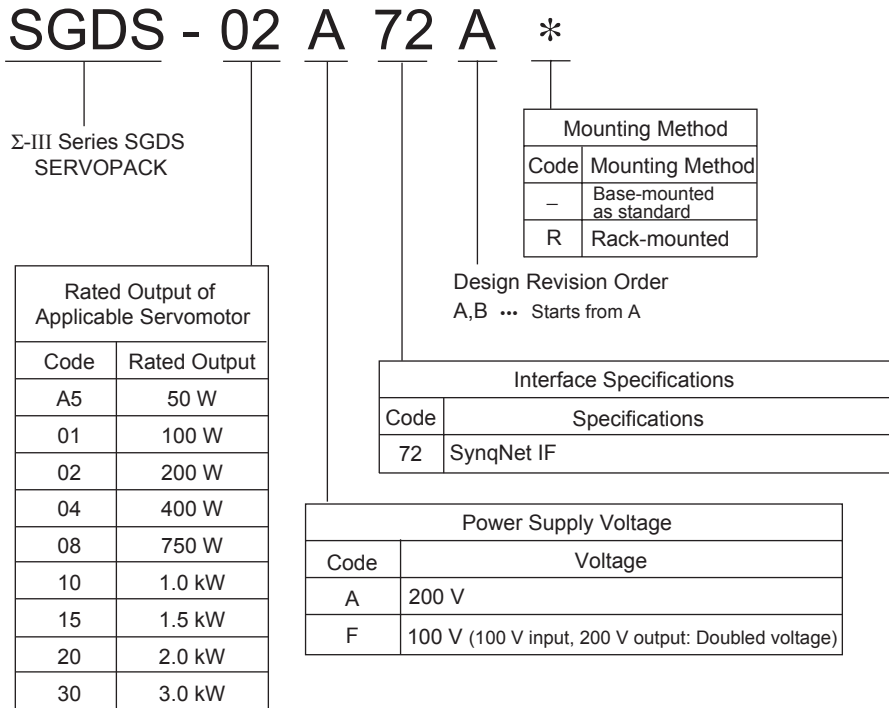 SGDS - 02 A 72 A *
Σ-III Series SGDS
SERVOPACK
Mounting Method
Code Mounting Method
– Base-mounted
as standard
R Rack-mounted
Design Revision Order
A,B ••• Starts from A
Rated Output of
Applicable Servomotor
Code Rated Output
A5 50 W
01 100 W
02 200 W
04 400 W
08 750 W
10 1.0 kW
15 1.5 kW
20 2.0 kW
30 3.0 kW
Interface Specifications
Code Specifications
72 SynqNet IF
Power Supply Voltage
Code Voltage
A 200 V
F 100 V (100 V input, 200 V output: Doubled voltage)